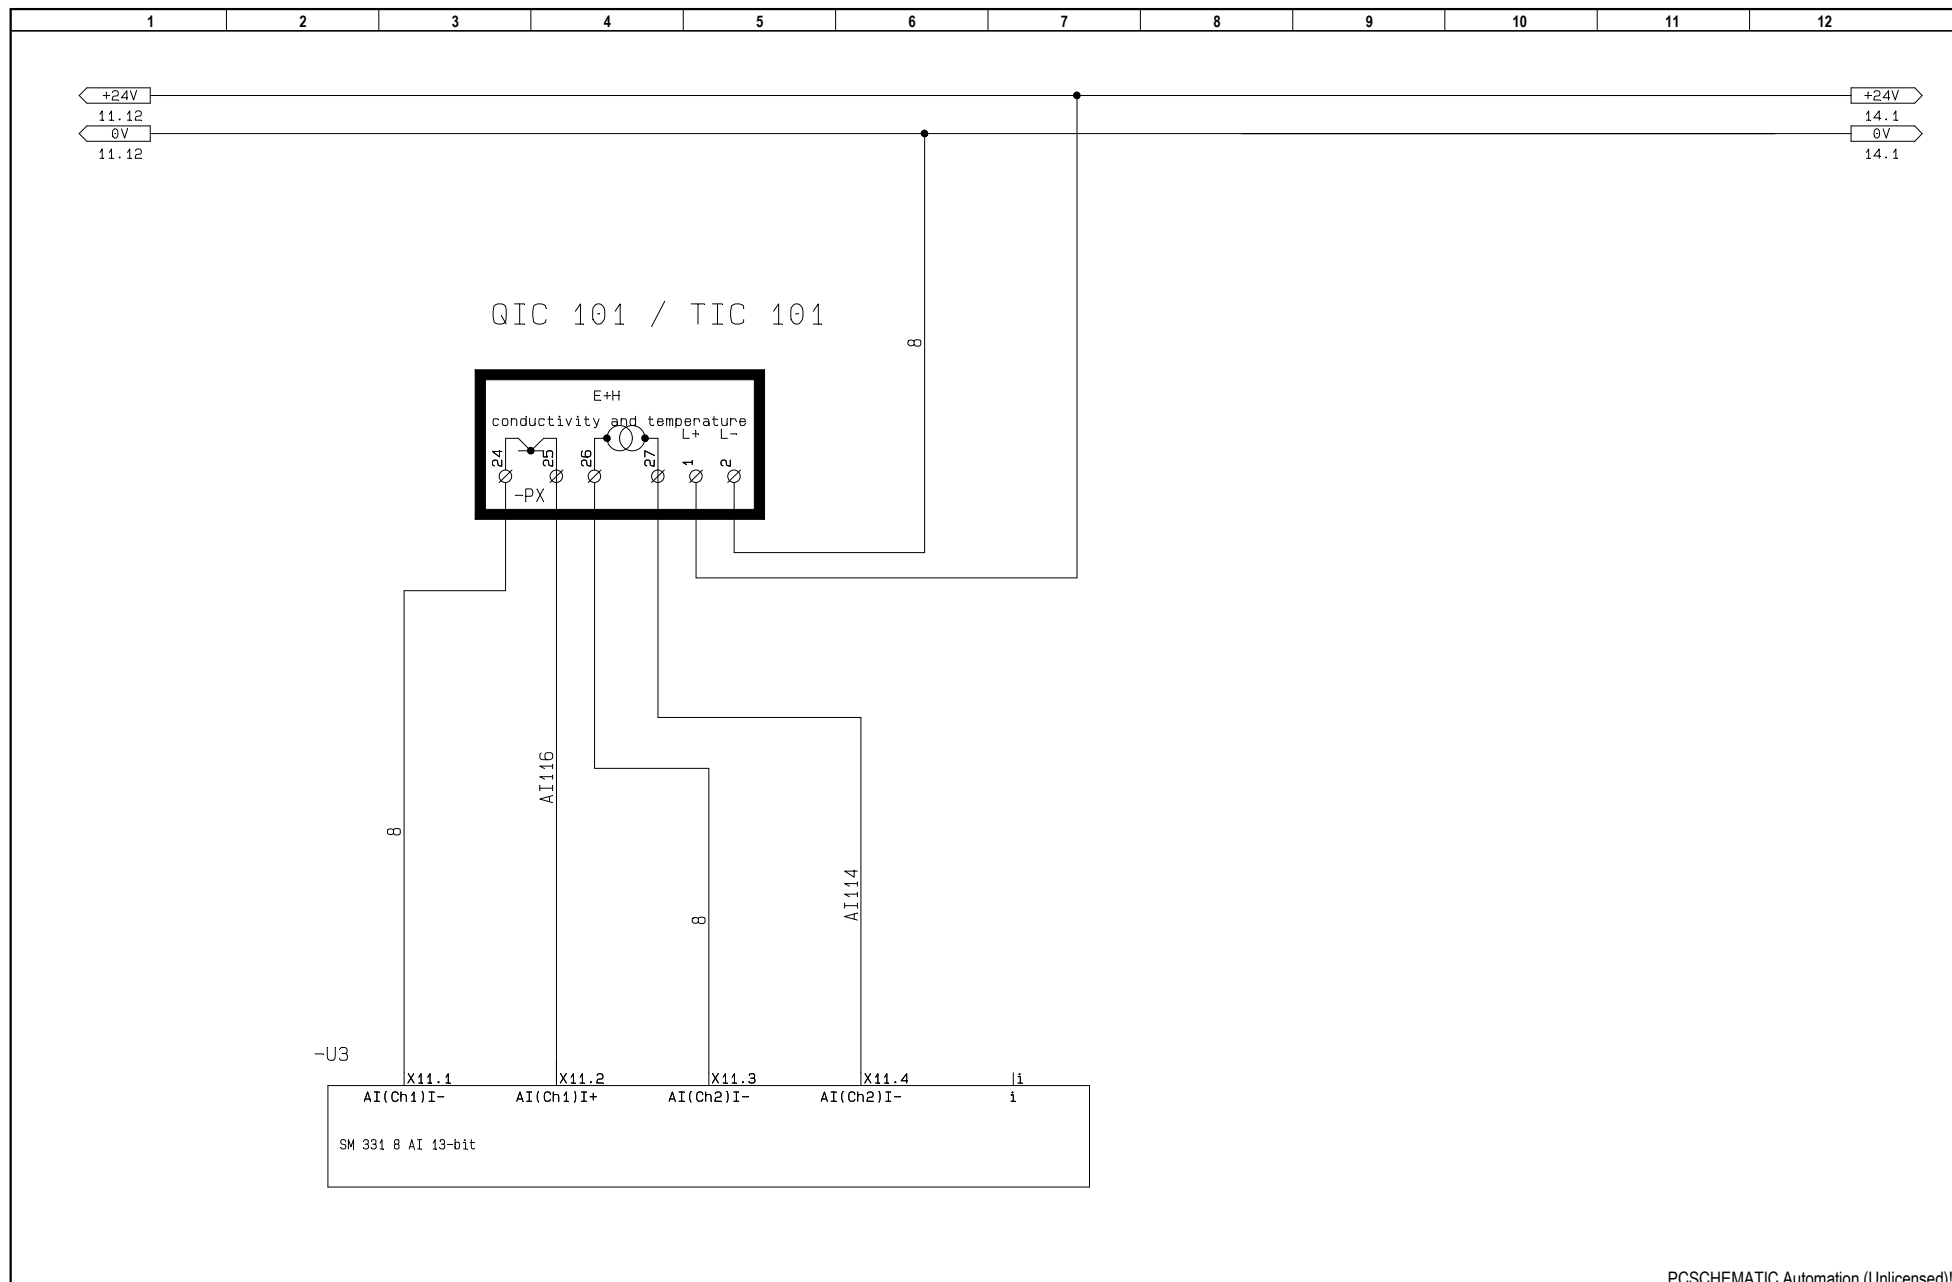 1 2 3 4 5 6 7 8 9 10 11 12
+24V +24V
11.12 14.1
0V 0V
11.12 14.1
QIC 101 / TIC 101
8
E+H
conductivity and temperature
L+ L-
24 25 26 27 1 2
-PX
AI116
8
AI114
8
-U3
X11.1 X11.2 X11.3 X11.4 i
AI(Ch1)I- AI(Ch1)I+ AI(Ch2)I- AI(Ch2)I- i
SM 331 8 AI 13-bit
PCSCHEMATIC Automation (Unlicensed)!